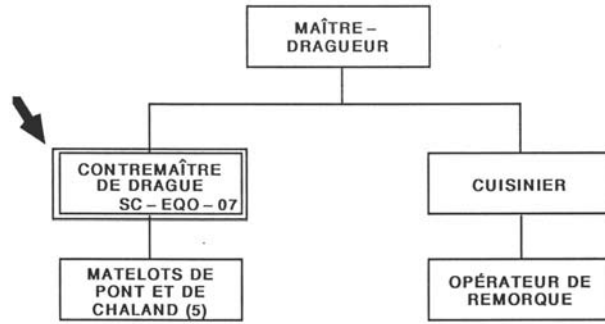 MAÎTRE –
DRAGUEUR
CONTREMAÎTRE
DE DRAGUE
SC – EQO – 07
CUISINIER
MATELOTS DE
PONT ET DE
CHALAND (5)
OPÉRATEUR DE
REMORQUE